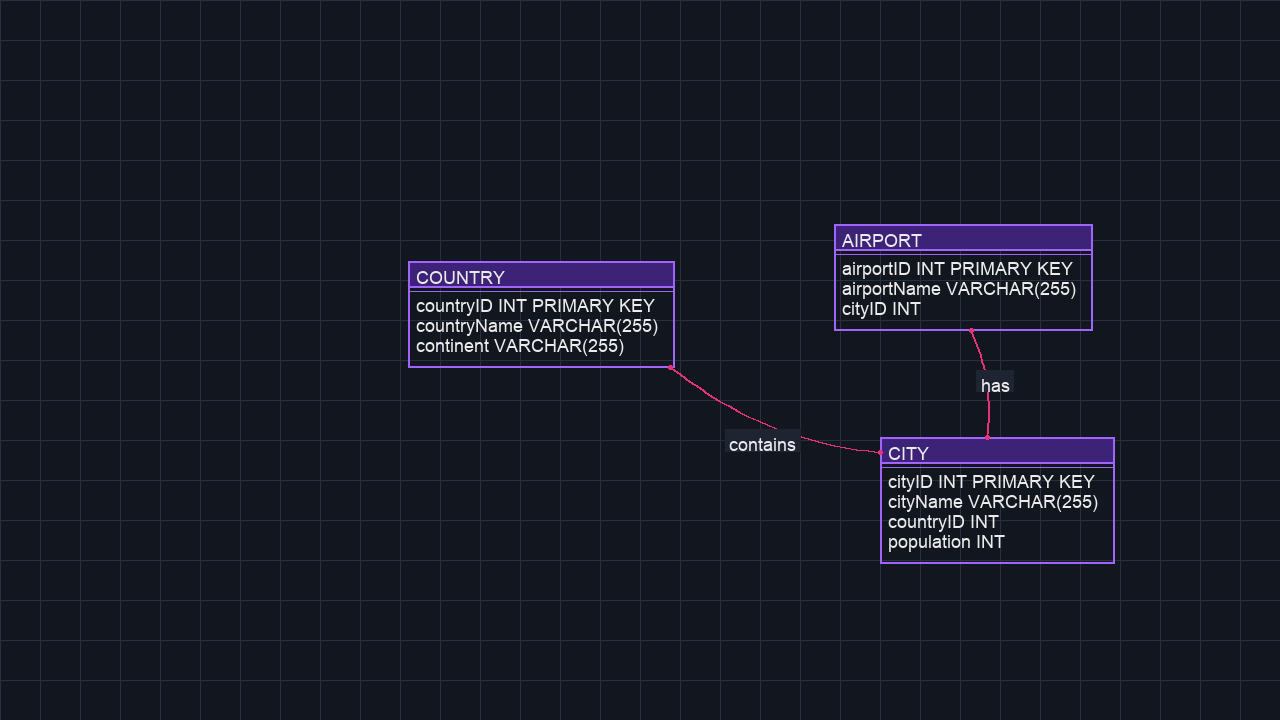 COUNTRY
countryID INT PRIMARY KEY
countryName VARCHAR(255)
continent VARCHAR(255)
AIRPORT
airportID INT PRIMARY KEY
airportName VARCHAR(255)
cityID INT
has
contains
CITY
cityID INT PRIMARY KEY
cityName VARCHAR(255)
countryID INT
population INT